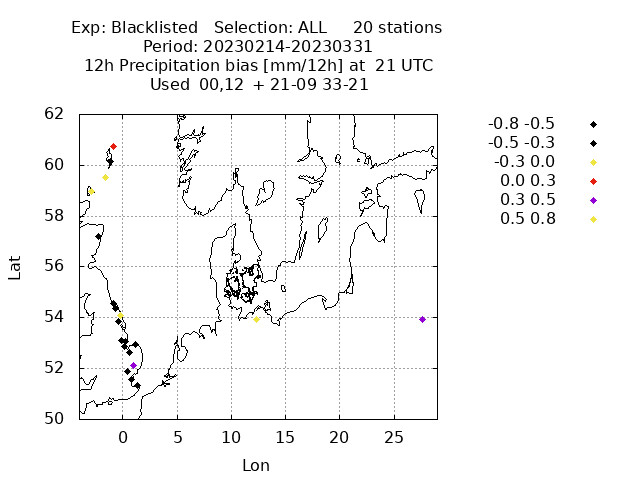 Exp: Blacklisted   Selection: ALL     20 stations
Period: 20230214-20230331
12h Precipitation bias [mm/12h] at  21 UTC
Used  00,12  + 21-09 33-21
62
60
58
56
54
52
50
Lat
0 5 10 15 20 25
Lon
-0.8 -0.5
-0.5 -0.3
-0.3 0.0
0.0 0.3
0.3 0.5
0.5 0.8